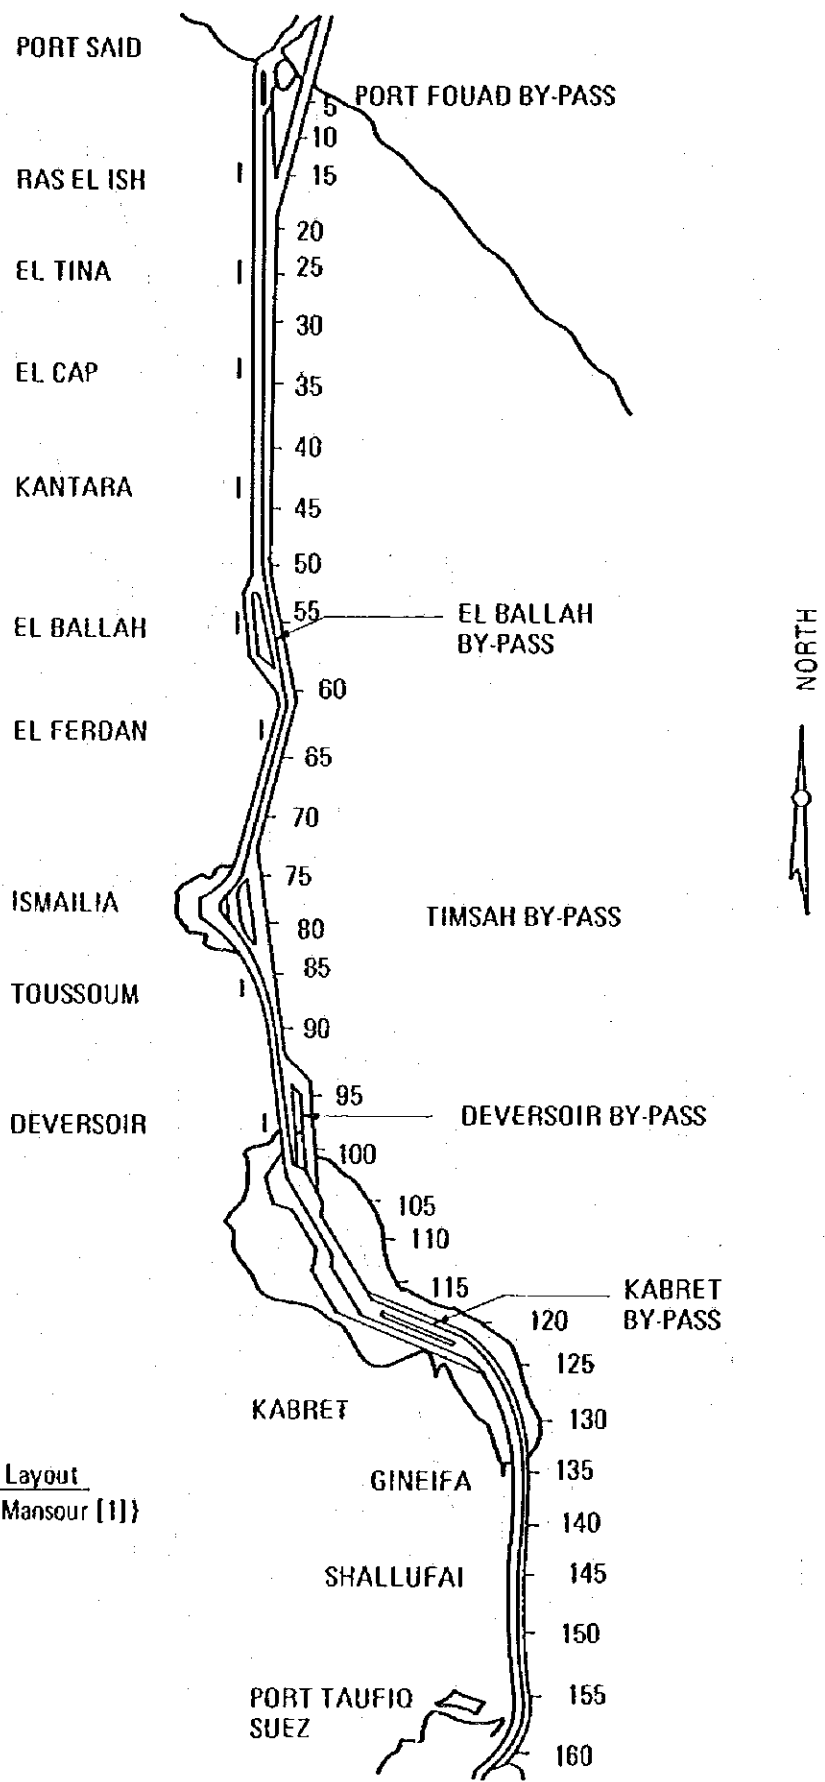 PORT SAID
PORT FOUAD BY-PASS
5
10
RAS EL ISH
15
20
EL TINA
25
30
EL CAP
35
40
KANTARA
45
50
55
EL BALLAH
EL BALLAH
BY-PASS
NORTH
60
EL FERDAN
65
70
75
ISMAILIA
TIMSAH BY-PASS
80
85
TOUSSOUM
90
95
DEVERSOIR
DEVERSOIR BY-PASS
100
105
110
115
KABRET
BY-PASS
120
125
KABRET
130
135
GINEIFA
Layout
Mansour [1]}
140
SHALLUFAI
145
150
155
PORT TAUFIQ
SUEZ
160